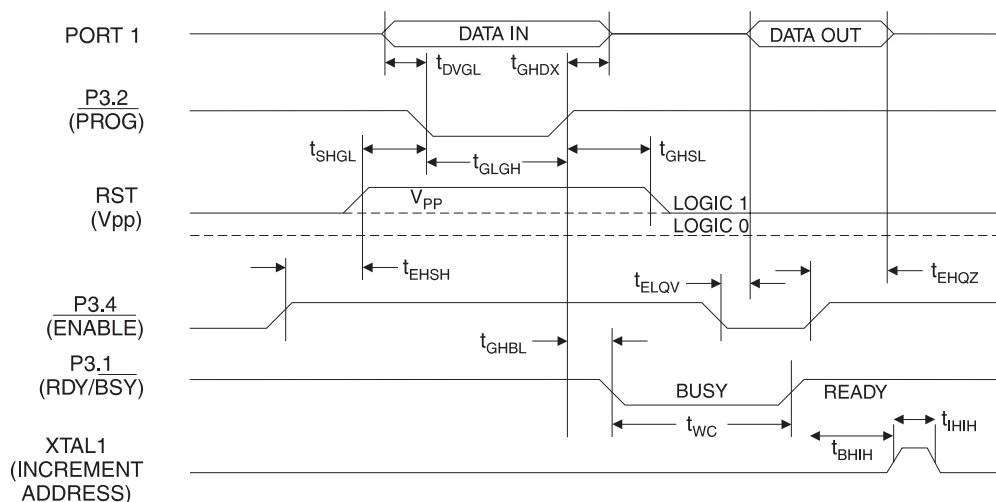 PORT 1
DATA IN
DATA OUT
tDVGL
tGHDX
P3.2
(PROG)
tSHGL
tGLGH
tGHSL
RST
(Vpp)
VPP
LOGIC 1
LOGIC 0
tEHSH
tELQV
tEHQZ
P3.4
(ENABLE)
tGHBL
P3.1
(RDY/BSY)
BUSY
READY
tWC
tIHIH
tBHIH
XTAL1
(INCREMENT
ADDRESS)